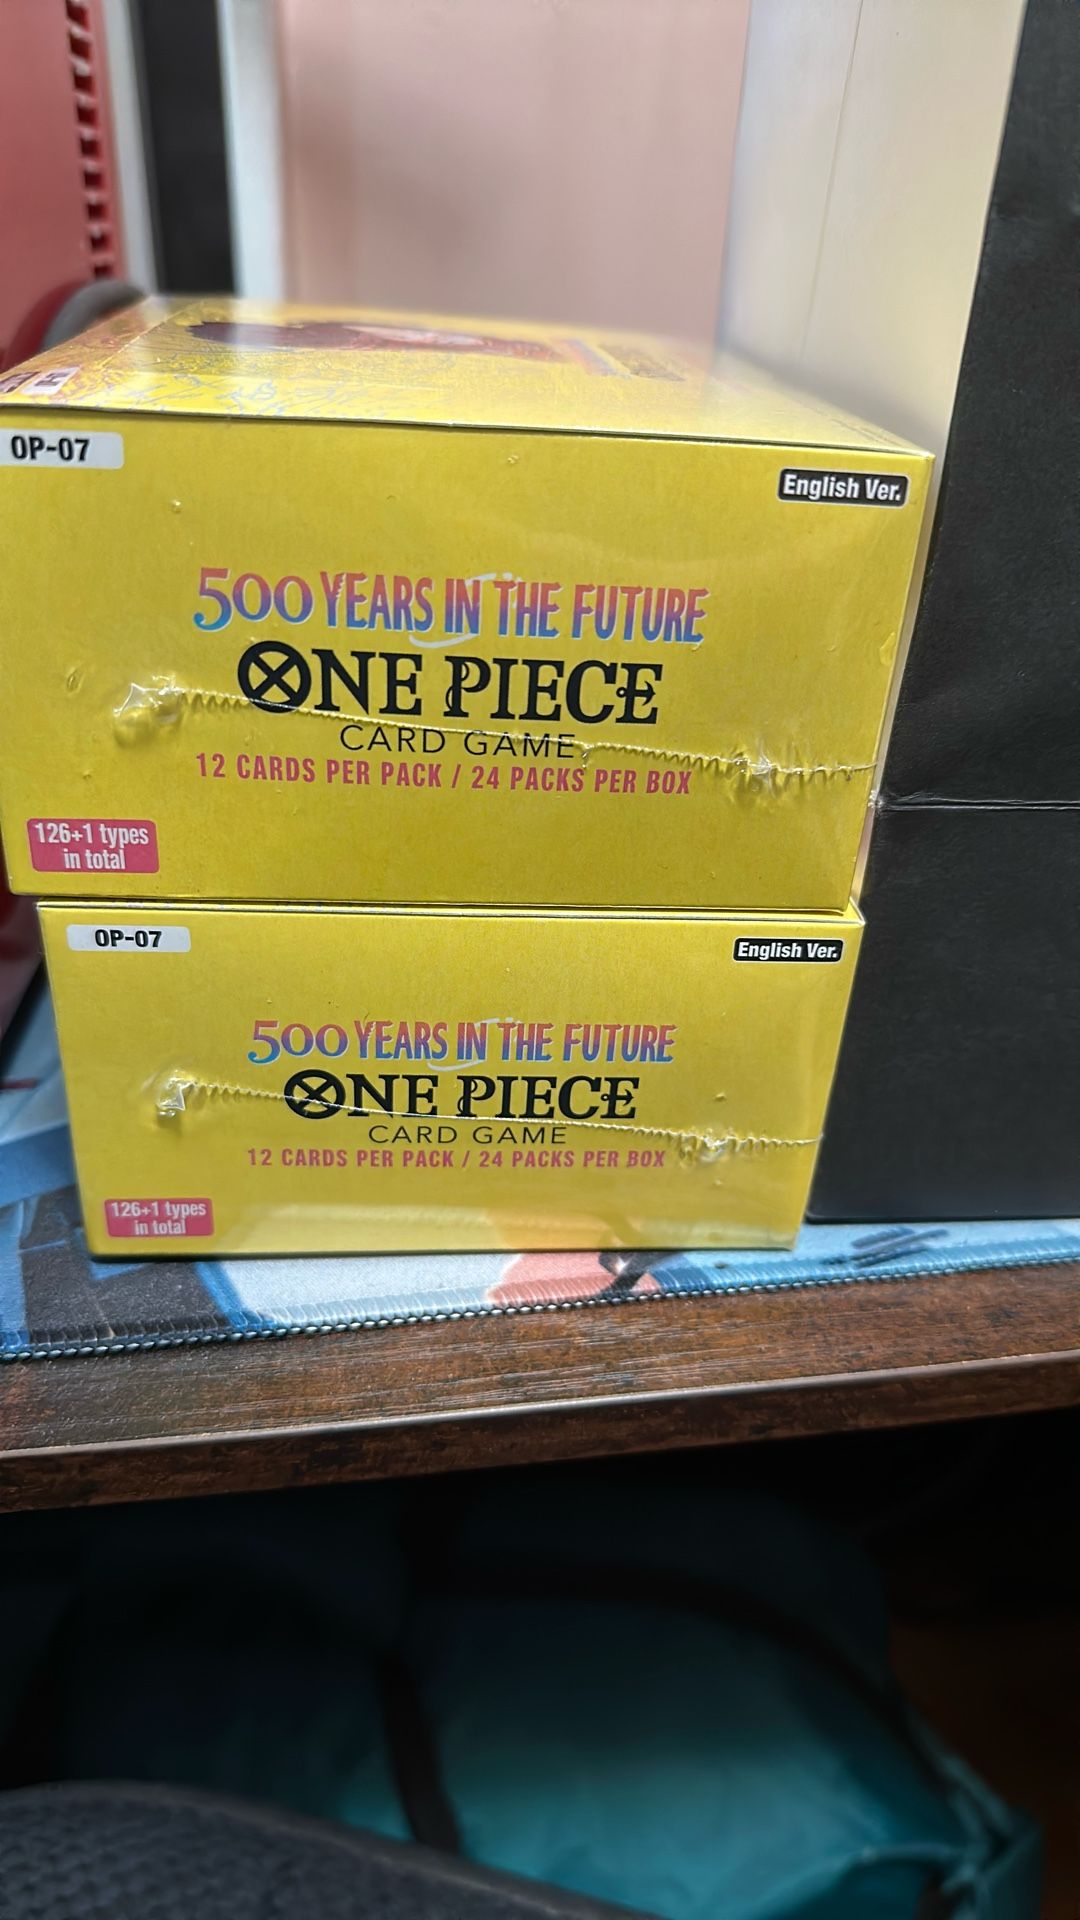 OP-07
English Ver.
500 YEARS IN THE FUTURE
ONE PIECE
CARD GAME
12 CARDS PER PACK / 24 PACKS PER BOX
126+1 types
in total
OP-07
English Ver.
500 YEARS IN THE FUTURE
ONE PIECE
CARD GAME
12 CARDS PER PACK / 24 PACKS PER BOX
126+1 types
in total